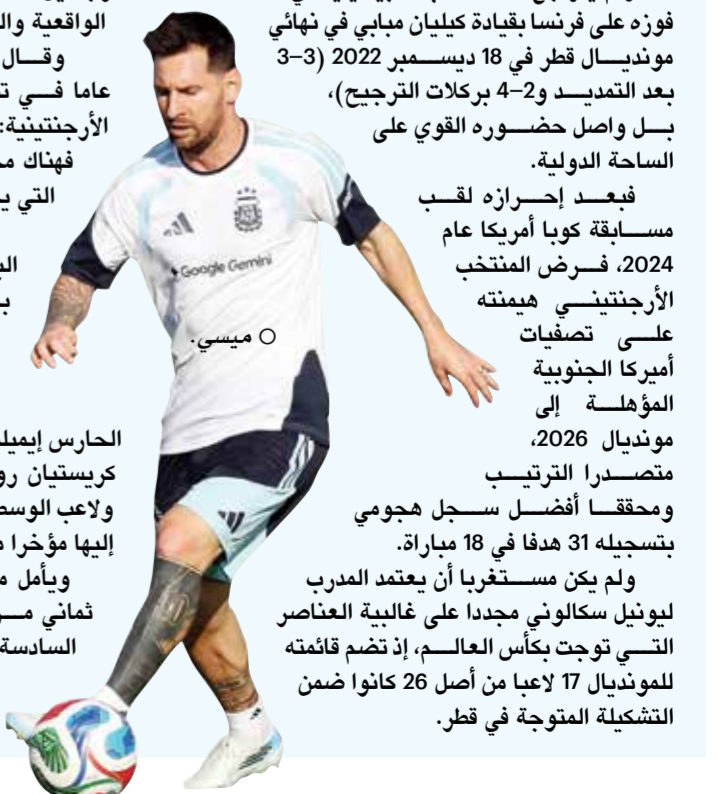 فوزه على فرنسا بقيادة كيليان مبابي في نهائي
مونديال قطر في 18 ديسمبر 2022 (3–3
بعد التمديد و2–4 بركلات الترجيح)،
بل واصل حضوره القوي على
الساحة الدولية.
فبعد إحرازه لقب
مسابقة كوبا أمريكا عام
2024، فرض المنتخب
الأرجنتيني هيمنته
على تصفيات
أميركا الجنوبية
المؤهلة إلى
مونديال 2026،
متصدرا الترتيب
ومحققا أفضل سجل هجومي
بتسجيله 31 هدفا في 18 مباراة.
ولم يكن مستغربا أن يعتمد المدرب
ليونيل سكالوني مجددا على غالبية العناصر
التي توجت بكأس العالم، إذ تضم قائمته
للمونديال 17 لاعبا من أصل 26 كانوا ضمن
التشكيلة المتوجة في قطر.
○ ميسي.
Google Gemini
الواقعية
وقال
عاما في
الأرجنتينية:
فهناك
التي
الحارس
كريستيان
ولاعب الوسط
إليها مؤخرا
ويأمل
ثماني
السادسة